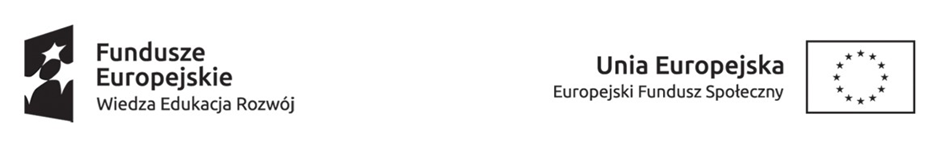 Fundusze
Europejskie
Wiedza Edukacja Rozwój
Unia Europejska
Europejski Fundusz Społeczny